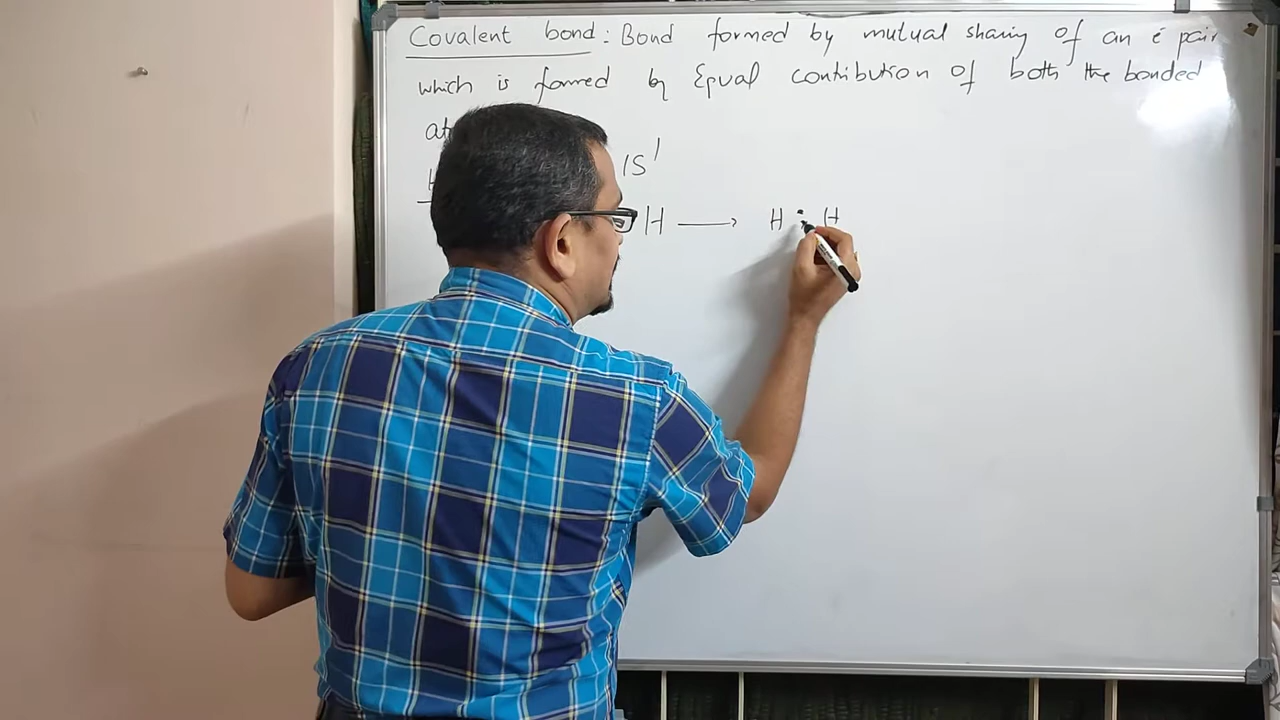 Covalent bond : Bond formed by mutual sharing of an e pair
which is formed by Equal contribution of both the bonded
at
1S¹
H ⟶ H : H